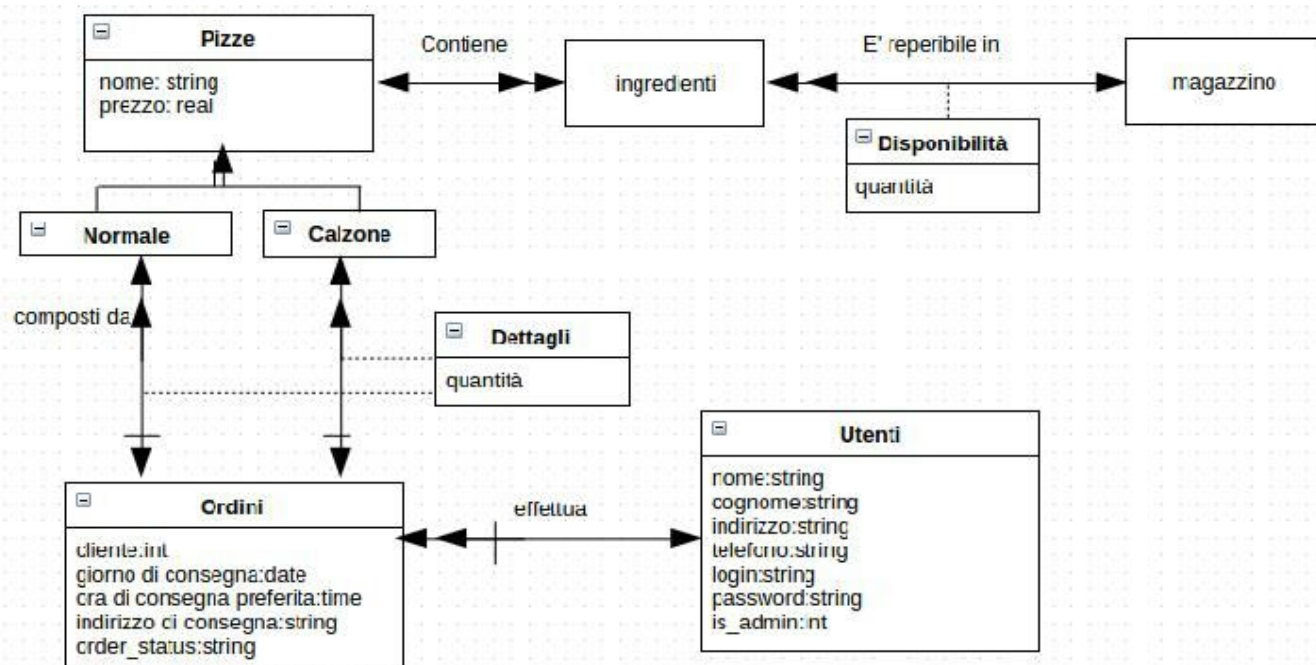 Pizze
nome: string
prezzo: real
Contiene
ingredienti
E' reperibile in
magazzino
Disponibilità
quantità
Normale
Calzone
composti da
Dettagli
quantità
Ordini
cliente:int
giorno di consegna:date
ora di consegna preferita:time
indirizzo di consegna:string
order_status:string
effettua
Utenti
nome:string
cognome:string
indirizzo:string
telefono:string
login:string
password:string
is_admin:int